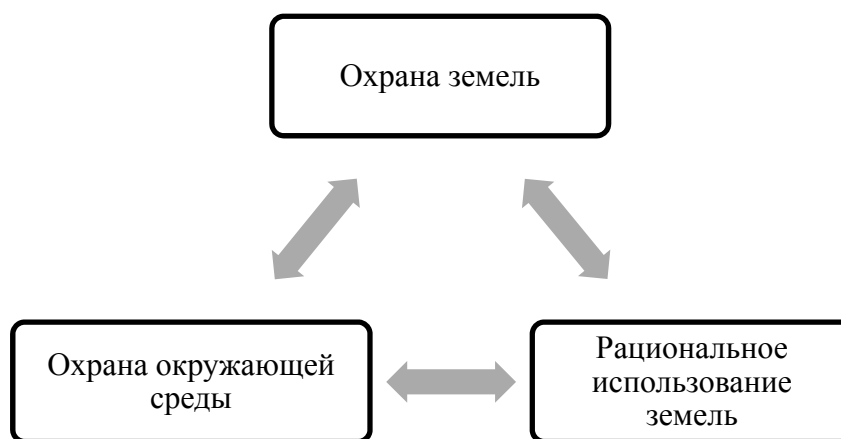 Охрана земель
Охрана окружающей
среды
Рациональное
использование
земель